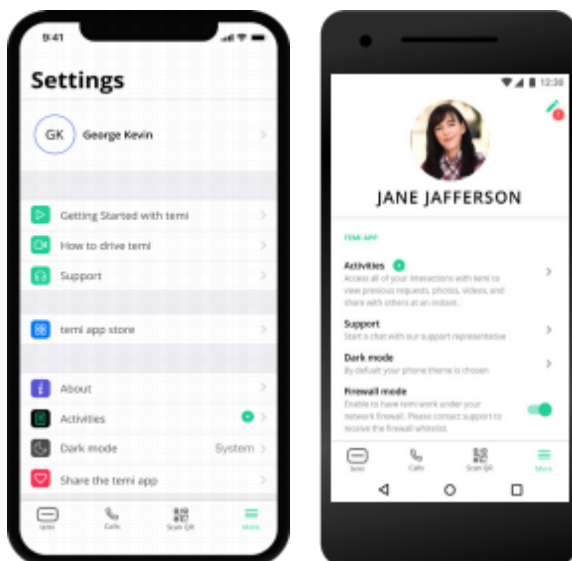 9:41
Settings
GK
George Kevin
Getting Started with temi
How to drive temi
Support
temi app store
About
Activities
Dark mode
System
Share the temi app
temi
Calls
Scan QR
More
12:30
JANE JAFFERSON
TEMI APP
Activities
Access all of your interactions with temi to
view previous requests, photos, videos, and
share with others at an instant.
Support
Start a chat with our support representative
Dark mode
By defualt your phone theme is chosen
Firewall mode
Enable to have temi work under your
network firewall. Please contact support to
receive the firewall whitelist.
temi
Calls
Scan QR
More